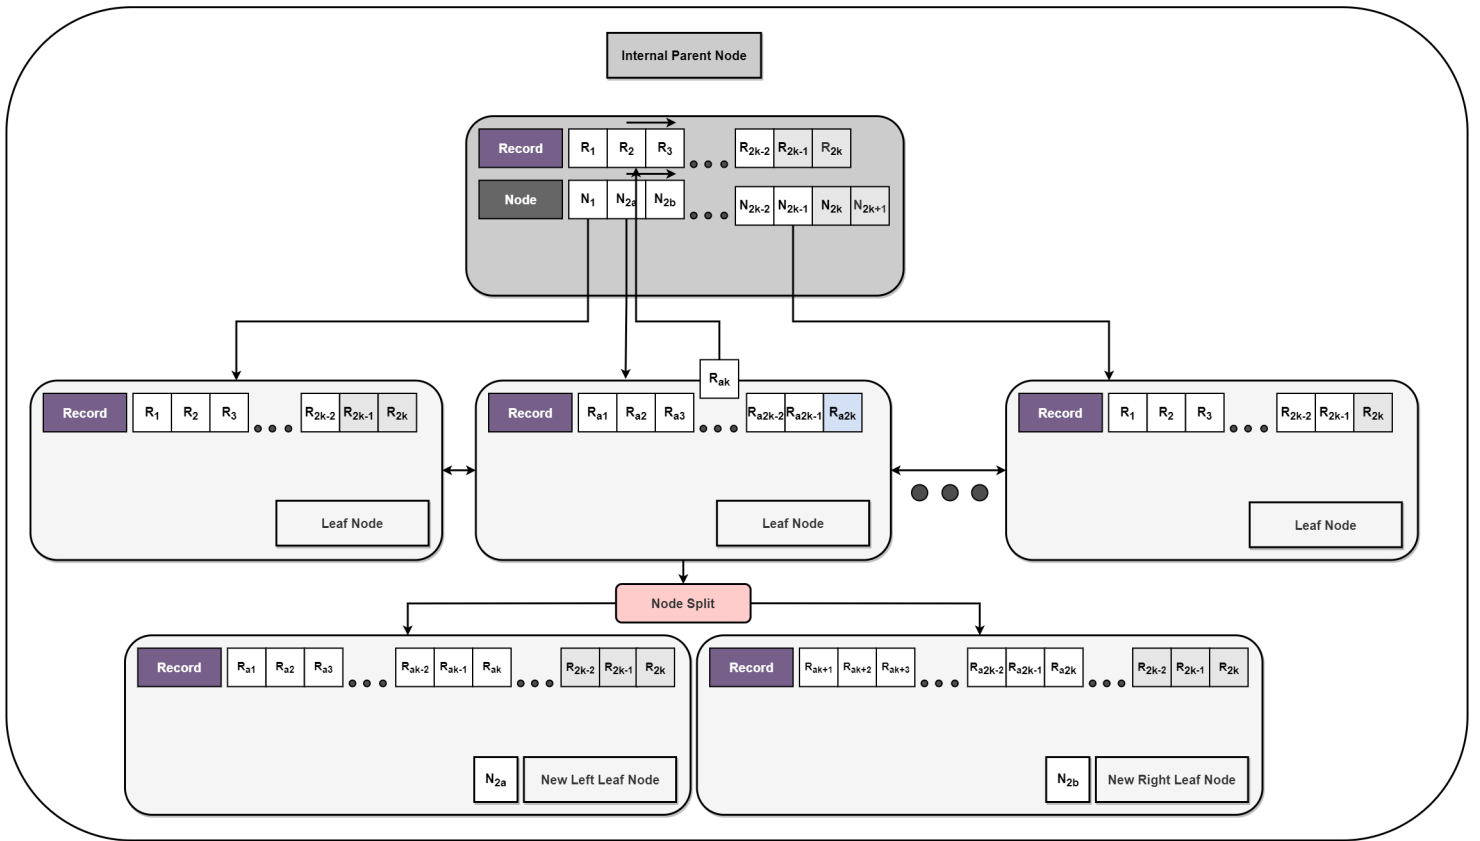 Internal Parent Node
Record R1 R2 R3 R2k-2 R2k-1 R2k
Node N1 N2a N2b N2k-2 N2k-1 N2k N2k+1
Rak
Record R1 R2 R3 R2k-2 R2k-1 R2k
Leaf Node
Record Ra1 Ra2 Ra3 Ra2k-2 Ra2k-1 Ra2k
Leaf Node
Record R1 R2 R3 R2k-2 R2k-1 R2k
Leaf Node
Node Split
Record Ra1 Ra2 Ra3 Rak-2 Rak-1 Rak R2k-2 R2k-1 R2k
N2a New Left Leaf Node
Record Rak+1 Rak+2 Rak+3 Ra2k-2 Ra2k-1 Ra2k R2k-2 R2k-1 R2k
N2b New Right Leaf Node